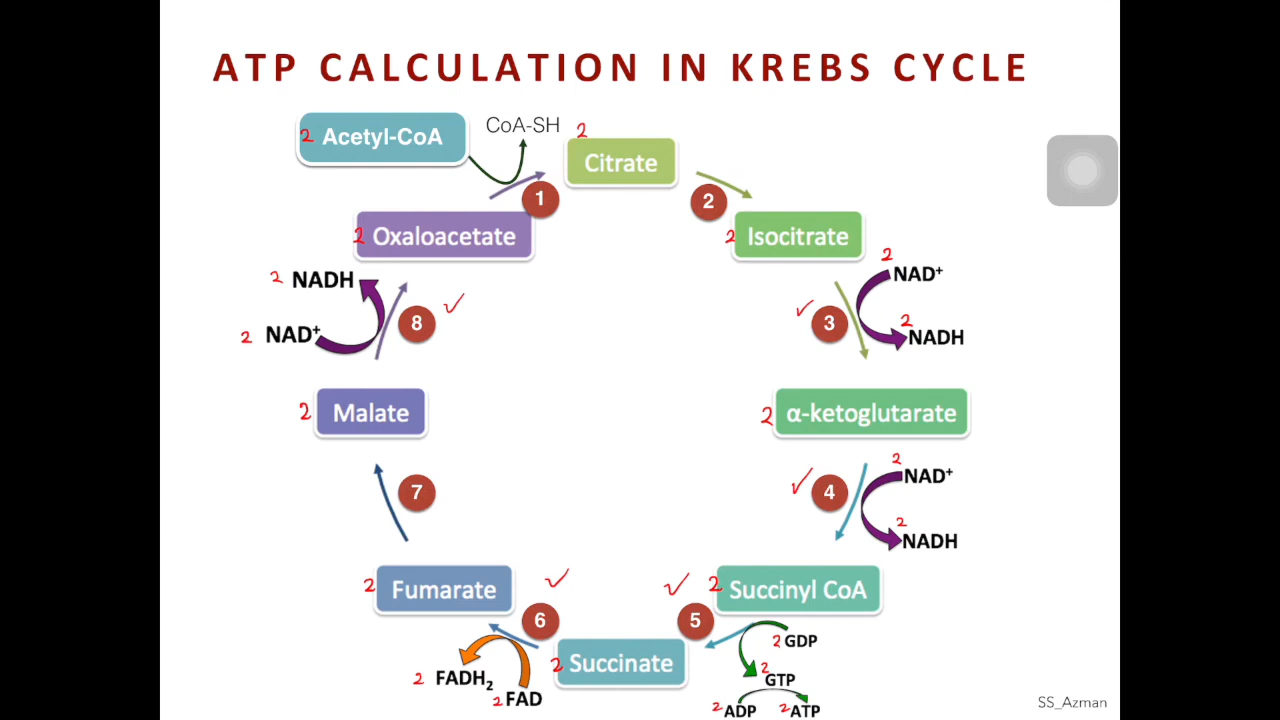 ATP CALCULATION IN KREBS CYCLE
2 Acetyl-CoA
CoA-SH
2
Citrate
1
2
2 Oxaloacetate
2 Isocitrate
2 NADH
2 NAD⁺
8
✓
2
NAD⁺
✓
3
2
NADH
2 Malate
2 α-ketoglutarate
7
✓
4
2
NAD⁺
2
NADH
2 Fumarate
✓
✓
2 Succinyl CoA
6
5
2 GDP
2 Succinate
2
GTP
2 FADH₂
2 FAD
2 ADP
2 ATP
SS_Azman